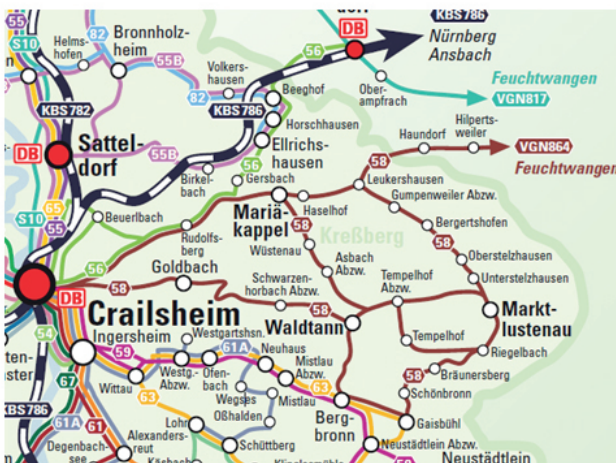 dorf
DB
KBS786
Nürnberg
Ansbach
55
S10
82
Bronnholz-
heim
Helms-
hofen
55B
56
Volkers-
hausen
82
KBS786
Beeghof
Ober-
ampfrach
Feuchtwangen
VGN817
KBS782
Horschhausen
Haundorf
Hilperts-
weiler
VGN864
Feuchtwangen
DB
Sattel-
dorf
55B
Ellrichs-
hausen
58
Birkel-
bach
56
Gersbach
Leukershausen
65
Mariä-
kappel
Haselhof
Gumpenweiler Abzw.
S10
55
Beuerlbach
58
Kreßberg
Bergertshofen
Rudolfs-
berg
Wüstenau
58
56
Goldbach
Asbach
Abzw.
Oberstelzhausen
58
Schwarzen-
horbach Abzw.
Tempelhof
Abzw.
Unterstelzhausen
DB
Crailsheim
58
Waldtann
Markt-
lustenau
54
Ingersheim
Westgartshsn.
59
61A
Neuhaus
Tempelhof
Riegelbach
Westg.-
Abzw.
Ofen-
bach
Mistlau
Abzw.
58
Bräunersberg
67
Wittau
63
Wegses
Mistlau
63
Schönbronn
KBS786
61A
61
Lohr
Oßhalden
Berg-
bronn
Gaisbühl
Alexanders-
reut
Schüttberg
Neustädtlein Abzw.
Degenbach-
see
Neustädtlein